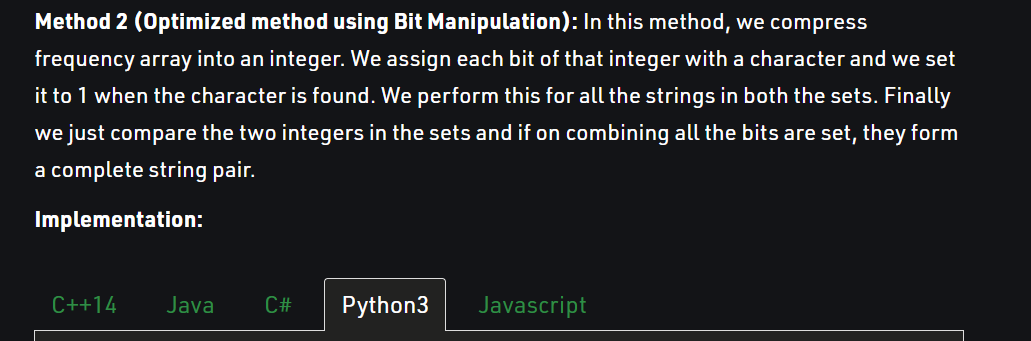 Method 2 (Optimized method using Bit Manipulation): In this method, we compress
frequency array into an integer. We assign each bit of that integer with a character and we set
it to 1 when the character is found. We perform this for all the strings in both the sets. Finally
we just compare the two integers in the sets and if on combining all the bits are set, they form
a complete string pair.
Implementation:
C++14 Java C# Python3 Javascript